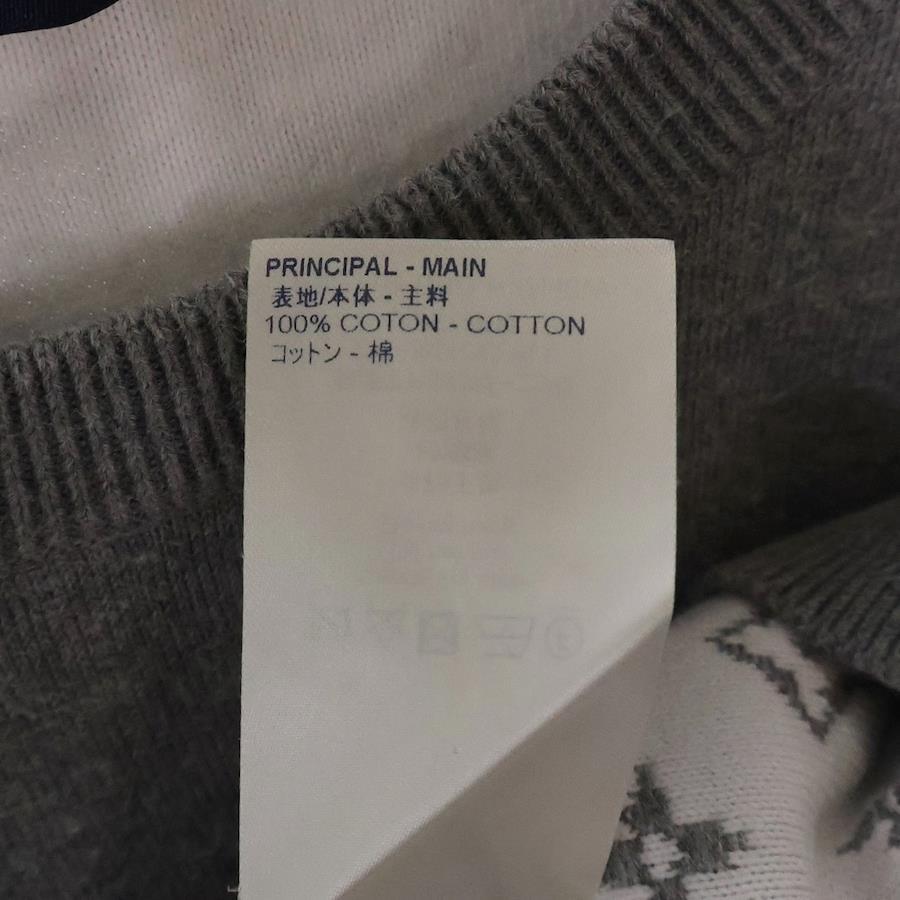 PRINCIPAL - MAIN
表地/本体 - 主料
100% COTON - COTTON
コットン - 棉